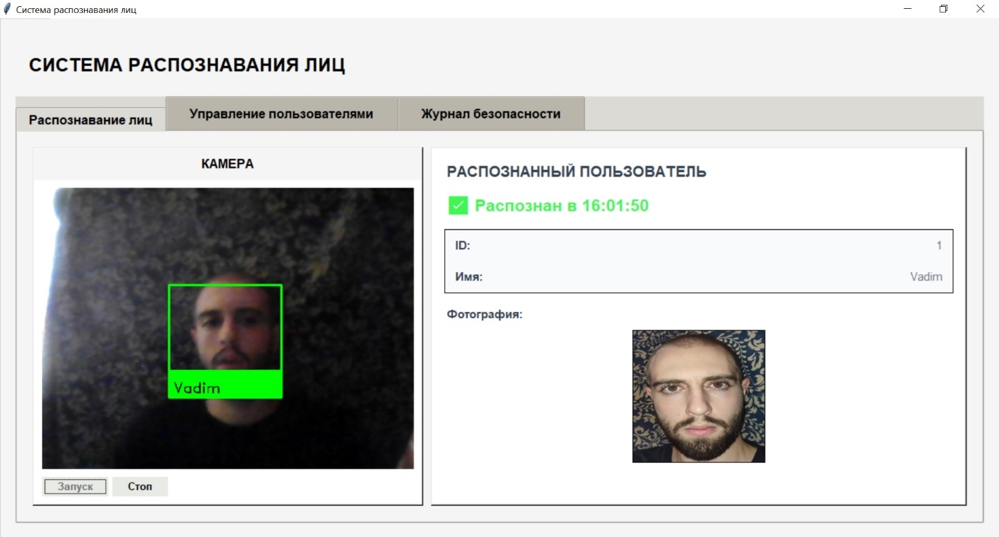 Система распознавания лиц
СИСТЕМА РАСПОЗНАВАНИЯ ЛИЦ
Распознавание лиц
Управление пользователями
Журнал безопасности
КАМЕРА
Vadim
Запуск
Стоп
РАСПОЗНАННЫЙ ПОЛЬЗОВАТЕЛЬ
Распознан в 16:01:50
ID: 1
Имя: Vadim
Фотография: